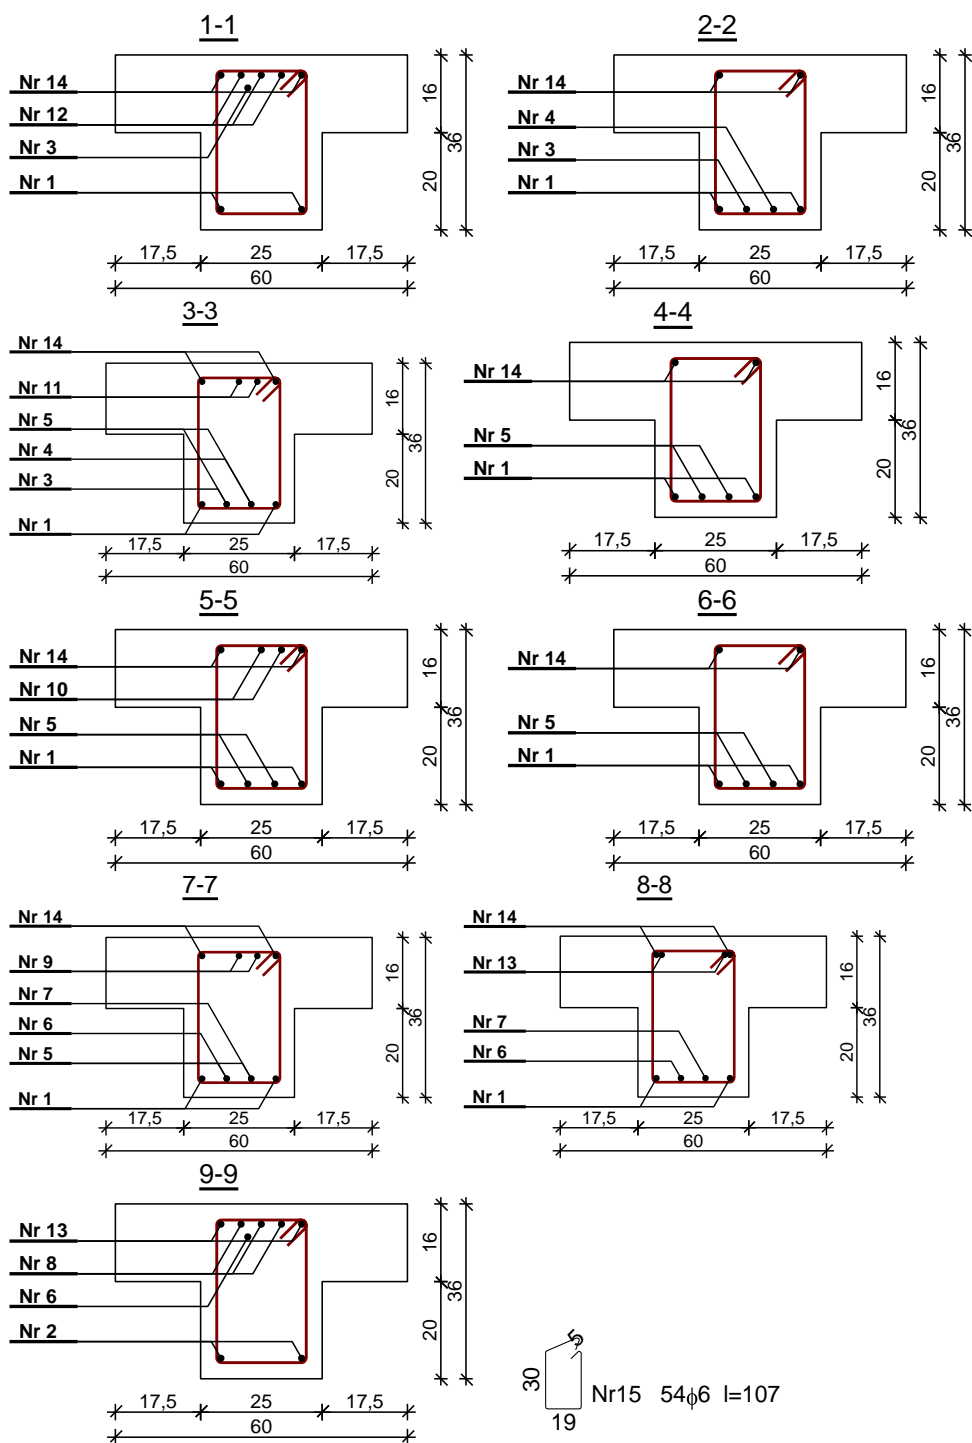 1-1
Nr 14
Nr 12
Nr 3
Nr 1
16
20
36
17,5 25 17,5
60
2-2
Nr 14
Nr 4
Nr 3
Nr 1
16
20
36
17,5 25 17,5
60
3-3
Nr 14
Nr 11
Nr 5
Nr 4
Nr 3
Nr 1
16
20
36
17,5 25 17,5
60
4-4
Nr 14
Nr 5
Nr 1
16
20
36
17,5 25 17,5
60
5-5
Nr 14
Nr 10
Nr 5
Nr 1
16
20
36
17,5 25 17,5
60
6-6
Nr 14
Nr 5
Nr 1
16
20
36
17,5 25 17,5
60
7-7
Nr 14
Nr 9
Nr 7
Nr 6
Nr 5
Nr 1
16
20
36
17,5 25 17,5
60
8-8
Nr 14
Nr 13
Nr 7
Nr 6
Nr 1
16
20
36
17,5 25 17,5
60
9-9
Nr 13
Nr 8
Nr 6
Nr 2
16
20
36
17,5 25 17,5
60
5
30
19
Nr15 54ϕ6 l=107